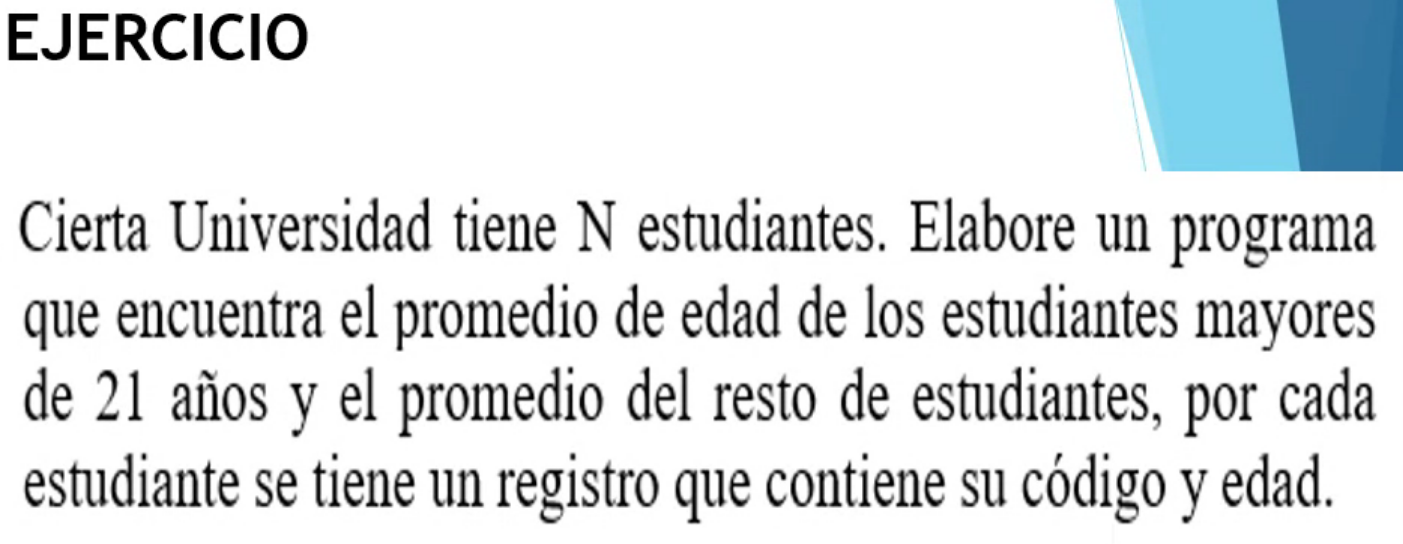 EJERCICIO
Cierta Universidad tiene N estudiantes. Elabore un programa
que encuentra el promedio de edad de los estudiantes mayores
de 21 años y el promedio del resto de estudiantes, por cada
estudiante se tiene un registro que contiene su código y edad.